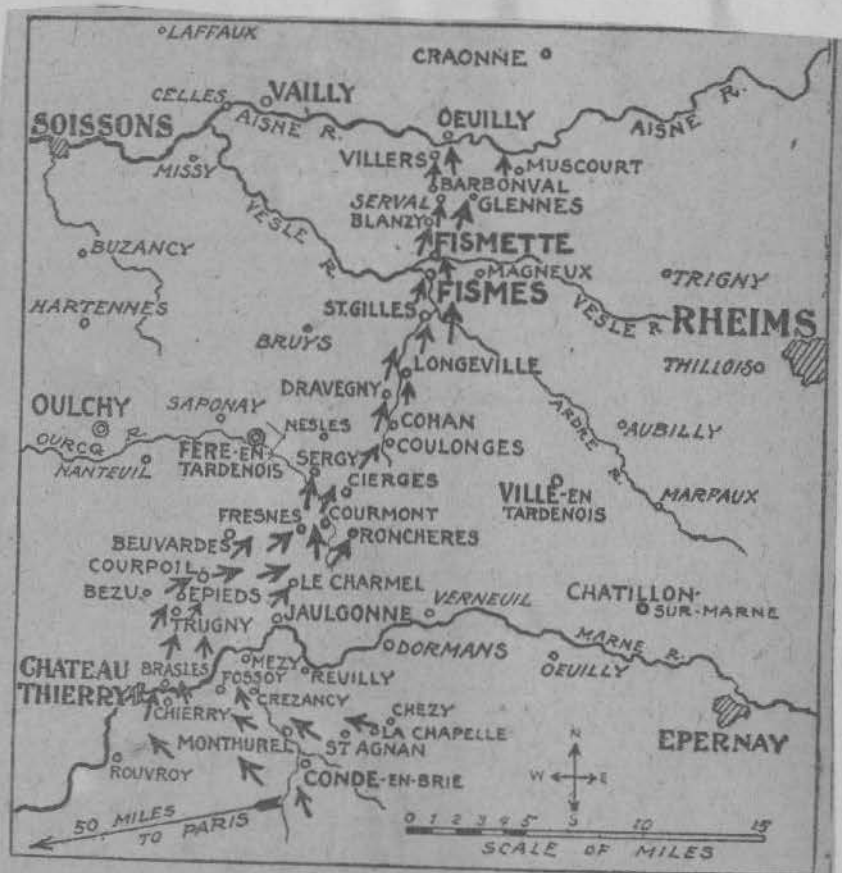 LAFFAUX
CRAONNE
CELLES
VAILLY
AISNE R.
OEUILLY
AISNE R.
SOISSONS
MISSY
VILLERS
MUSCOURT
BARBONVAL
SERVAL
GLENNES
BLANZY
VESLE R.
FISMETTE
BUZANCY
MAGNEUX
TRIGNY
FISMES
VESLE R.
HARTENNES
ST. GILLES
RHEIMS
BRUYS
LONGEVILLE
THILLOIS
DRAVEGNY
OULCHY
SAPONAY
NESLES
COHAN
ARDRE R.
AUBILLY
OURCQ R.
FÈRE-EN-
TARDENOIS
COULONGES
NANTEUIL
SERGY
CIERGES
VILLE-EN
TARDENOIS
MARFAUX
FRESNES
COURMONT
BEUVARDES
RONCHERES
COURPOIL
LE CHARMEL
BEZU
EPIEDS
VERNEUIL
CHATILLON-
SUR-MARNE
TRUGNY
JAULGONNE
DORMANS
MARNE R.
CHATEAU
THIERRY
BRASLES
MEZY
REUILLY
OEUILLY
FOSSOY
CREZANCY
CHIERRY
CHEZY
LA CHAPELLE
MONTHUREL
ST AGNAN
EPERNAY
ROUVROY
CONDE-EN-BRIE
N
W E
S
50 MILES
TO PARIS
0 1 2 3 4 5 10 15
SCALE OF MILES